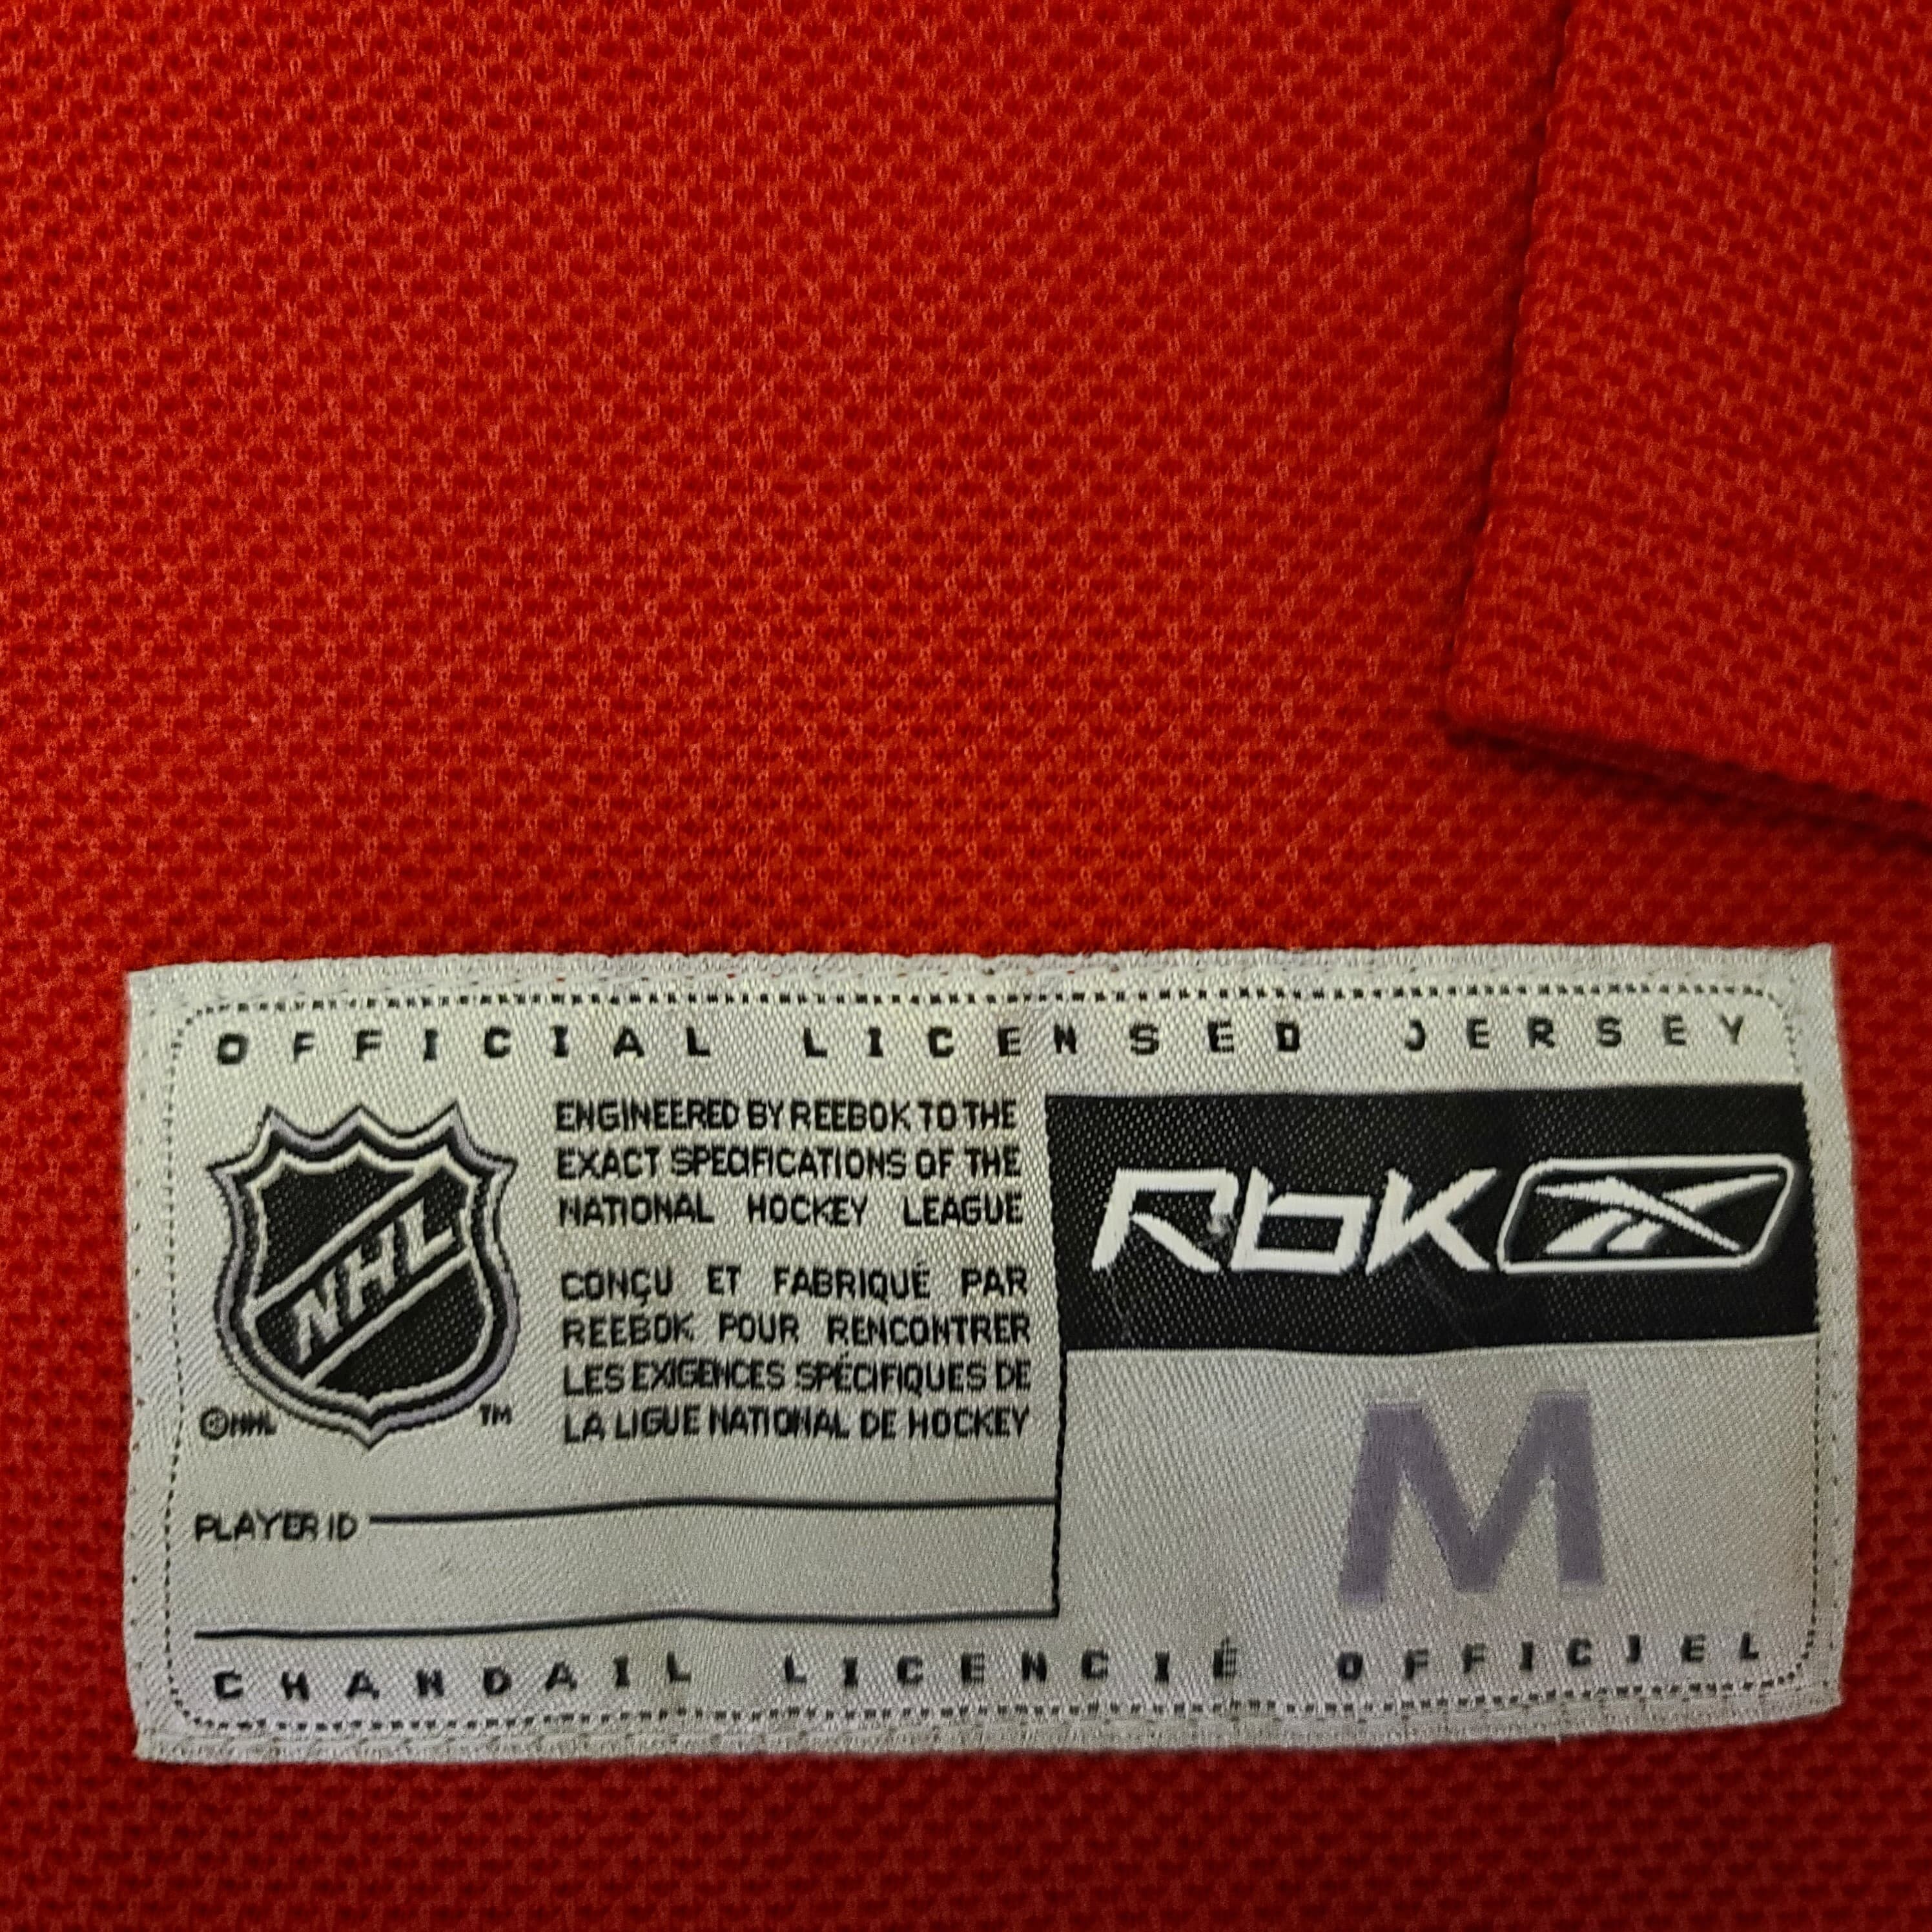 OFFICIAL LICENSED JERSEY
NHL
©NHL
TM
ENGINEERED BY REEBOK TO THE
EXACT SPECIFICATIONS OF THE
NATIONAL HOCKEY LEAGUE
CONÇU ET FABRIQUÉ PAR
REEBOK POUR RENCONTRER
LES EXIGENCES SPÉCIFIQUES DE
LA LIGUE NATIONAL DE HOCKEY
RbK
M
PLAYER ID
CHANDAIL LICENCIÉ OFFICIEL